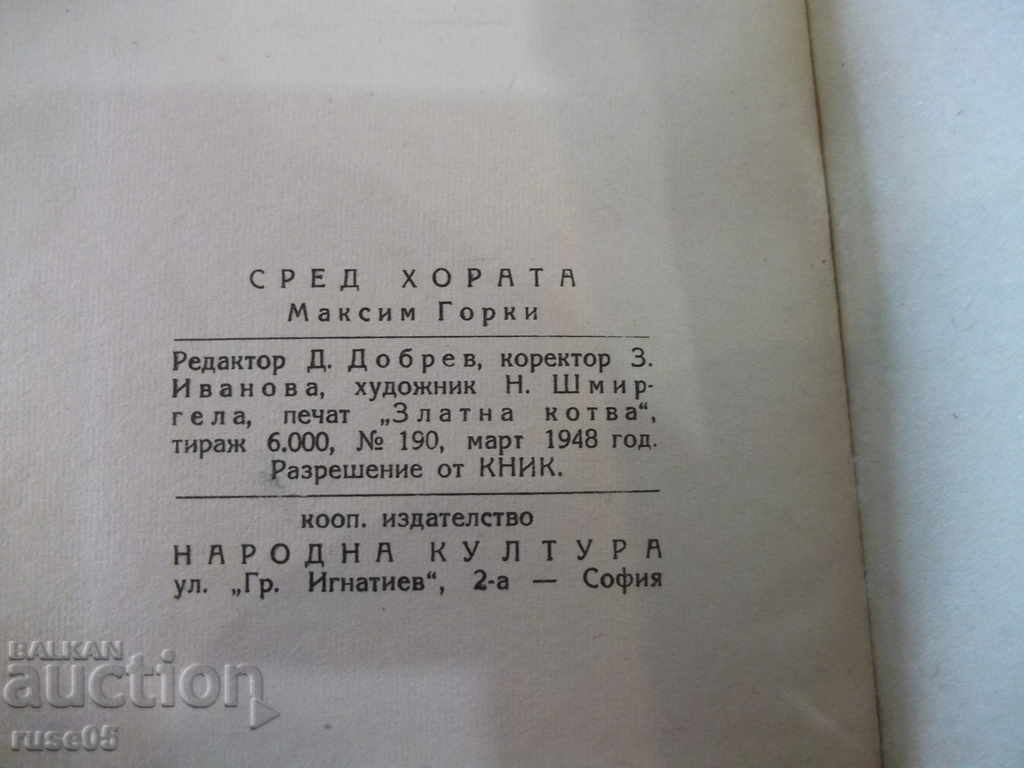 СРЕД ХОРАТА
Максим Горки
Редактор Д. Добрев, коректор З.
Иванова, художник Н. Шмир-
гела, печат „Златна котва“,
тираж 6.000, № 190, март 1948 год.
Разрешение от КНИК.
кооп. издателство
НАРОДНА КУЛТУРА
ул. „Гр. Игнатиев“, 2-а — София
BALKAN
auction
ruse05